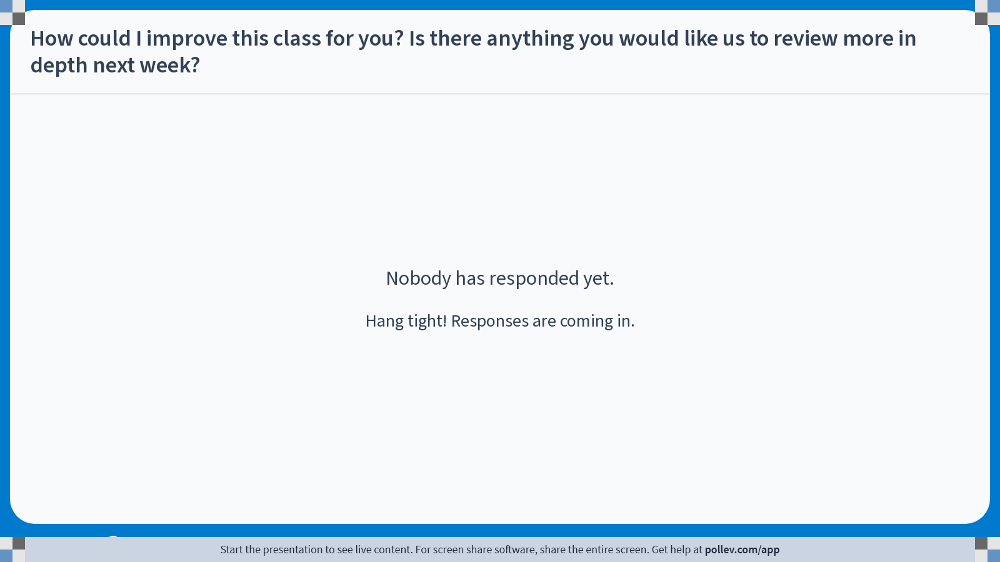 How could I improve this class for you? Is there anything you would like us to review more in
depth next week?
Nobody has responded yet.
Hang tight! Responses are coming in.
Start the presentation to see live content. For screen share software, share the entire screen. Get help at pollev.com/app